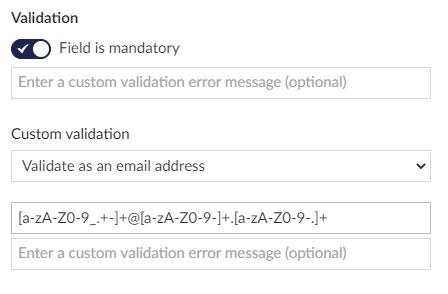 Validation
Field is mandatory
Enter a custom validation error message (optional)
Custom validation
Validate as an email address
[a-zA-Z0-9_.+-]+@[a-zA-Z0-9-]+.[a-zA-Z0-9-.]+
Enter a custom validation error message (optional)